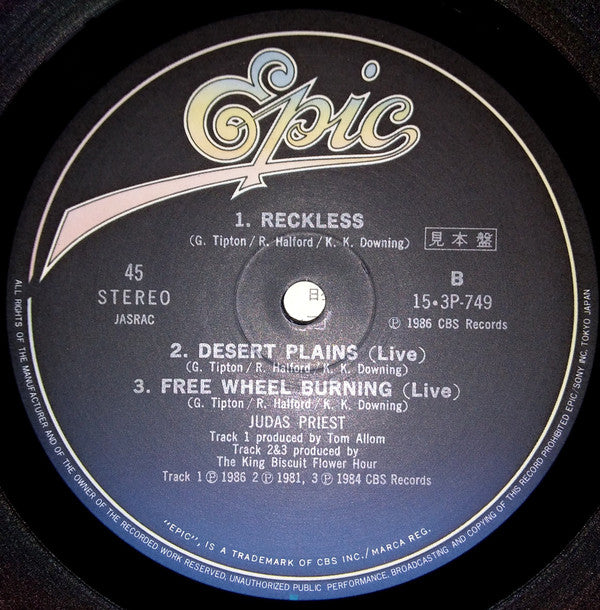 Epic
1. RECKLESS
(G. Tipton / R. Halford / K. K. Downing)
見本盤
45
STEREO
JASRAC
B
15・3P-749
Ⓟ 1986 CBS Records
2. DESERT PLAINS (Live)
(G. Tipton / R. Halford / K. K. Downing)
3. FREE WHEEL BURNING (Live)
(G. Tipton / R. Halford / K. K. Downing)
JUDAS PRIEST
Track 1 produced by Tom Allom
Track 2&3 produced by
The King Biscuit Flower Hour
Track 1 Ⓟ 1986 2 Ⓟ 1981, 3 Ⓟ 1984 CBS Records
"EPIC", IS A TRADEMARK OF CBS INC./MARCA REG.
ALL RIGHTS OF THE MANUFACTURER AND OF THE OWNER OF THE RECORDED WORK RESERVED. UNAUTHORIZED PUBLIC PERFORMANCE. BROADCASTING AND COPYING OF THIS RECORD PROHIBITED EPIC/SONY INC. TOKYO JAPAN